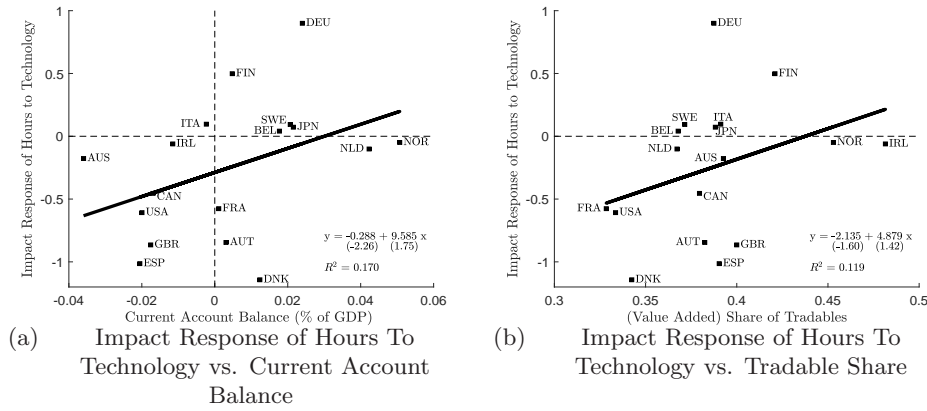 Impact Response of Hours to Technology
1
0.5
0
-0.5
-1
DEU
FIN
ITA
SWE
JPN
BEL
IRL
NLD
NOR
AUS
CAN
USA
FRA
GBR
AUT
ESP
DNK
y = -0.288 + 9.585 x
(-2.26) (1.75)
R² = 0.170
-0.04 -0.02 0 0.02 0.04 0.06
Current Account Balance (% of GDP)
(a) Impact Response of Hours To
Technology vs. Current Account
Balance
Impact Response of Hours to Technology
1
0.5
0
-0.5
-1
DEU
FIN
SWE ITA
BEL JPN
NLD
NOR
IRL
AUS
CAN
FRA
USA
AUT
GBR
ESP
DNK
y = -2.135 + 4.879 x
(-1.60) (1.42)
R² = 0.119
0.3 0.35 0.4 0.45 0.5
(Value Added) Share of Tradables
(b) Impact Response of Hours To
Technology vs. Tradable Share